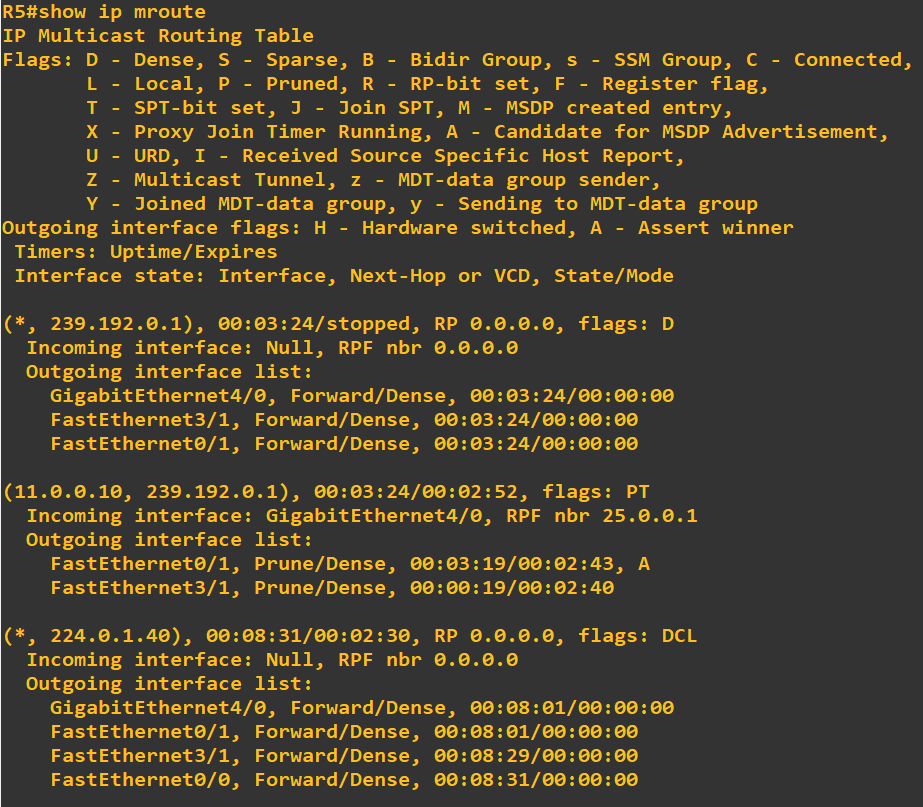 R5#show ip mroute
IP Multicast Routing Table
Flags: D - Dense, S - Sparse, B - Bidir Group, s - SSM Group, C - Connected,
       L - Local, P - Pruned, R - RP-bit set, F - Register flag,
       T - SPT-bit set, J - Join SPT, M - MSDP created entry,
       X - Proxy Join Timer Running, A - Candidate for MSDP Advertisement,
       U - URD, I - Received Source Specific Host Report,
       Z - Multicast Tunnel, z - MDT-data group sender,
       Y - Joined MDT-data group, y - Sending to MDT-data group
Outgoing interface flags: H - Hardware switched, A - Assert winner
 Timers: Uptime/Expires
 Interface state: Interface, Next-Hop or VCD, State/Mode

(*, 239.192.0.1), 00:03:24/stopped, RP 0.0.0.0, flags: D
  Incoming interface: Null, RPF nbr 0.0.0.0
  Outgoing interface list:
    GigabitEthernet4/0, Forward/Dense, 00:03:24/00:00:00
    FastEthernet3/1, Forward/Dense, 00:03:24/00:00:00
    FastEthernet0/1, Forward/Dense, 00:03:24/00:00:00

(11.0.0.10, 239.192.0.1), 00:03:24/00:02:52, flags: PT
  Incoming interface: GigabitEthernet4/0, RPF nbr 25.0.0.1
  Outgoing interface list:
    FastEthernet0/1, Prune/Dense, 00:03:19/00:02:43, A
    FastEthernet3/1, Prune/Dense, 00:00:19/00:02:40

(*, 224.0.1.40), 00:08:31/00:02:30, RP 0.0.0.0, flags: DCL
  Incoming interface: Null, RPF nbr 0.0.0.0
  Outgoing interface list:
    GigabitEthernet4/0, Forward/Dense, 00:08:01/00:00:00
    FastEthernet0/1, Forward/Dense, 00:08:01/00:00:00
    FastEthernet3/1, Forward/Dense, 00:08:29/00:00:00
    FastEthernet0/0, Forward/Dense, 00:08:31/00:00:00